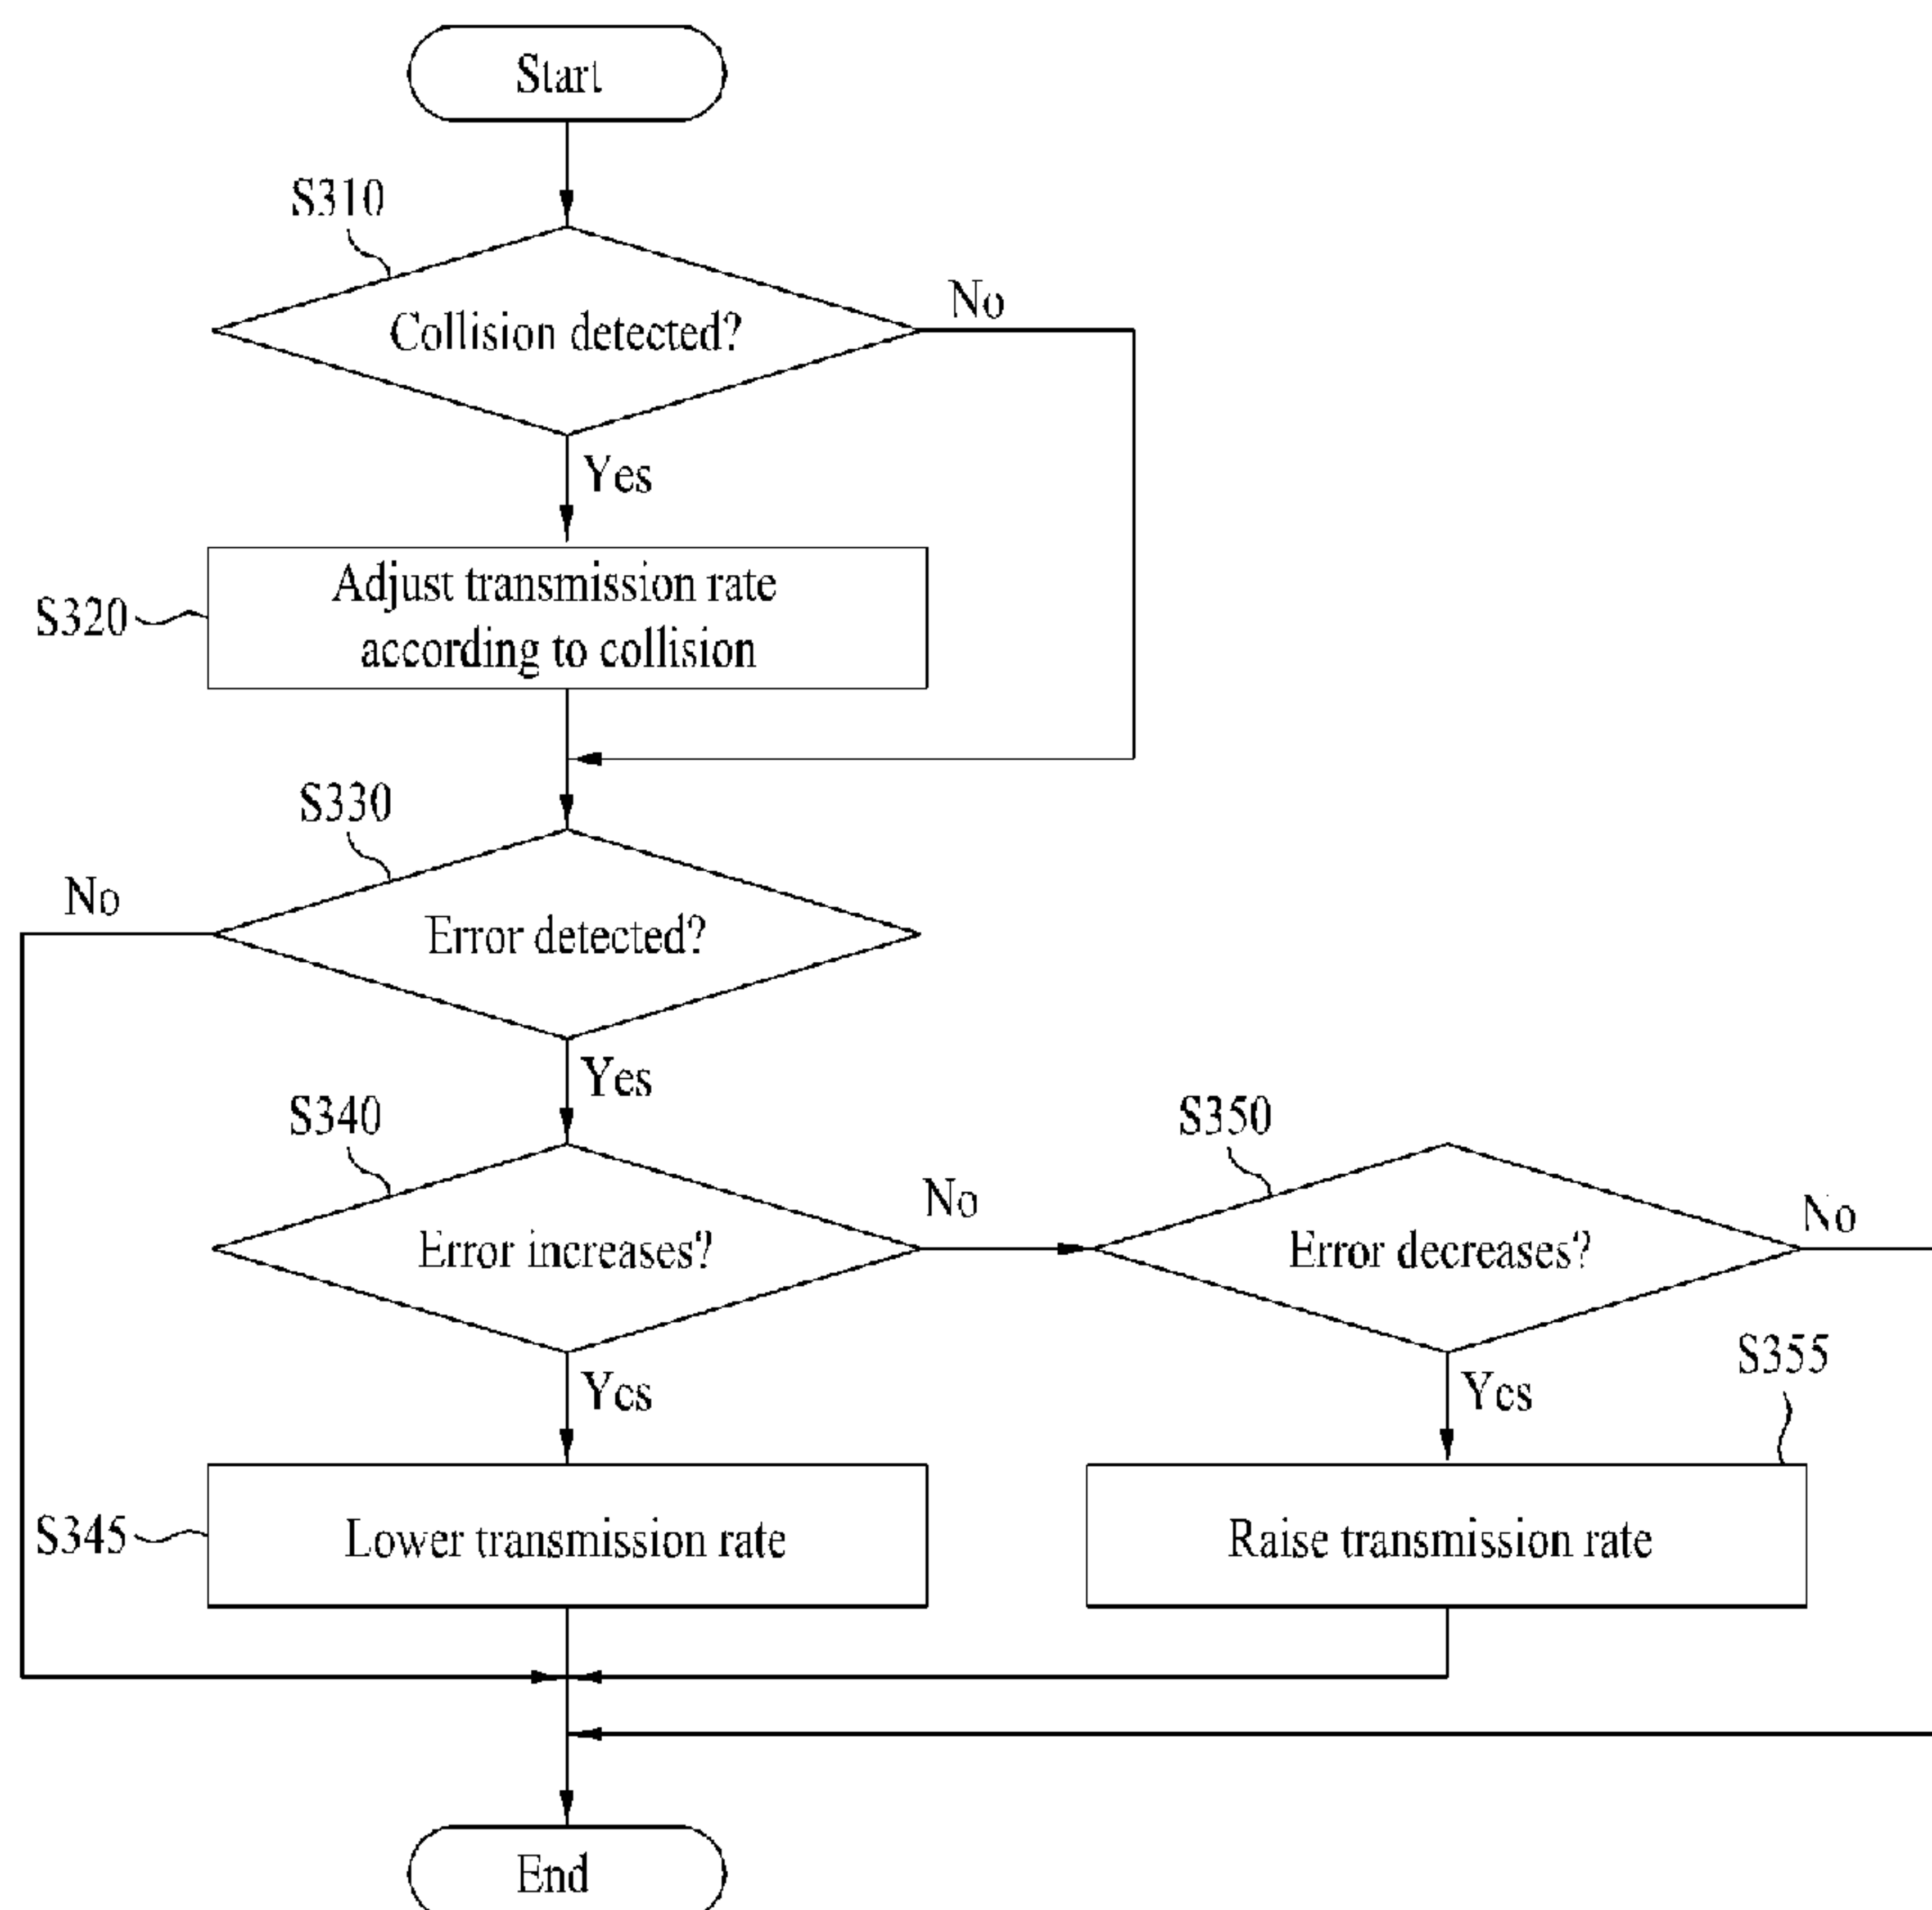 Start
S310
Collision detected?
No
Yes
S320
Adjust transmission rate
according to collision
S330
No
Error detected?
Yes
S340
Error increases?
No
S350
Error decreases?
No
Yes
Yes
S355
S345
Lower transmission rate
Raise transmission rate
End